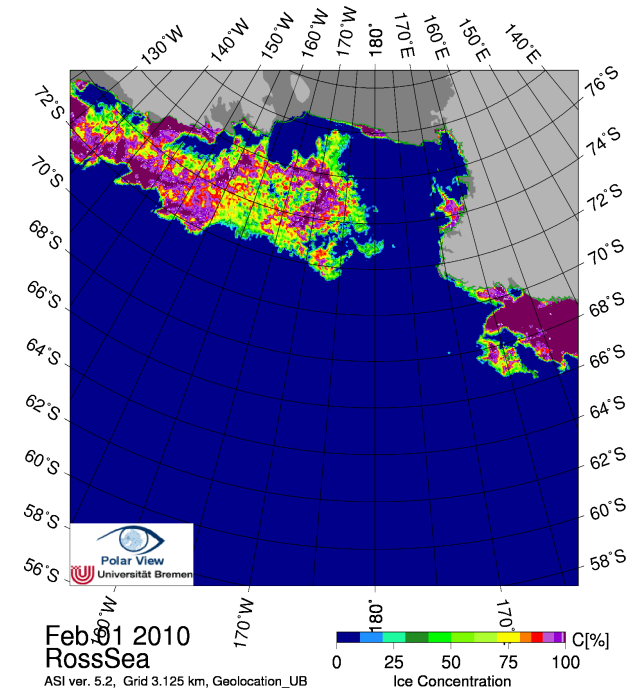 130°W 140°W 150°W 160°W 170°W 180° 170°E 160°E 150°E 140°E
72°S
70°S
68°S
66°S
64°S
62°S
60°S
58°S
56°S
76°S
74°S
72°S
70°S
68°S
66°S
64°S
62°S
60°S
58°S
Polar View
Universität Bremen
170°W 180° 170°
Feb.01 2010
RossSea
ASI ver. 5.2, Grid 3.125 km, Geolocation_UB
C[%]
0 25 50 75 100
Ice Concentration